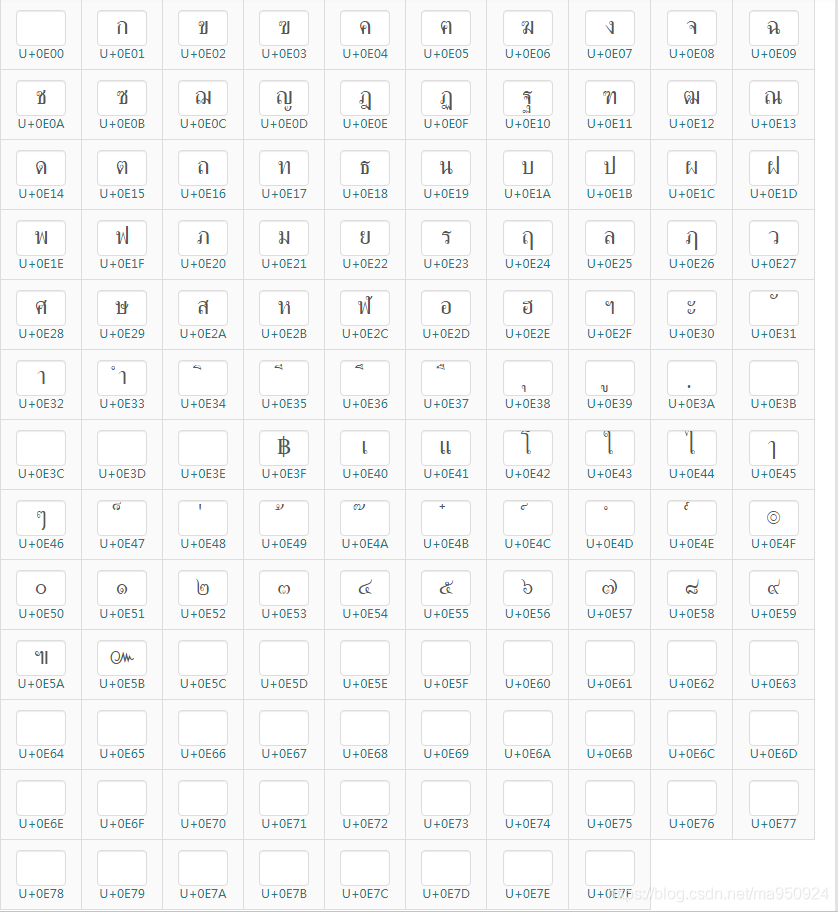 ก ข ฃ ค ฅ ฆ ง จ ฉ
U+0E00 U+0E01 U+0E02 U+0E03 U+0E04 U+0E05 U+0E06 U+0E07 U+0E08 U+0E09
ช ซ ฌ ญ ฎ ฏ ฐ ฑ ฒ ณ
U+0E0A U+0E0B U+0E0C U+0E0D U+0E0E U+0E0F U+0E10 U+0E11 U+0E12 U+0E13
ด ต ถ ท ธ น บ ป ผ ฝ
U+0E14 U+0E15 U+0E16 U+0E17 U+0E18 U+0E19 U+0E1A U+0E1B U+0E1C U+0E1D
พ ฟ ภ ม ย ร ฤ ล ฦ ว
U+0E1E U+0E1F U+0E20 U+0E21 U+0E22 U+0E23 U+0E24 U+0E25 U+0E26 U+0E27
ศ ษ ส ห ฬ อ ฮ ฯ ะ ั
U+0E28 U+0E29 U+0E2A U+0E2B U+0E2C U+0E2D U+0E2E U+0E2F U+0E30 U+0E31
า ำ ิ ี ึ ื ุ ู ฺ
U+0E32 U+0E33 U+0E34 U+0E35 U+0E36 U+0E37 U+0E38 U+0E39 U+0E3A U+0E3B
฿ เ แ โ ใ ไ ๅ
U+0E3C U+0E3D U+0E3E U+0E3F U+0E40 U+0E41 U+0E42 U+0E43 U+0E44 U+0E45
ๆ ็ ่ ้ ๊ ๋ ์ ํ ๎ ๏
U+0E46 U+0E47 U+0E48 U+0E49 U+0E4A U+0E4B U+0E4C U+0E4D U+0E4E U+0E4F
๐ ๑ ๒ ๓ ๔ ๕ ๖ ๗ ๘ ๙
U+0E50 U+0E51 U+0E52 U+0E53 U+0E54 U+0E55 U+0E56 U+0E57 U+0E58 U+0E59
๚ ๛
U+0E5A U+0E5B U+0E5C U+0E5D U+0E5E U+0E5F U+0E60 U+0E61 U+0E62 U+0E63
U+0E64 U+0E65 U+0E66 U+0E67 U+0E68 U+0E69 U+0E6A U+0E6B U+0E6C U+0E6D
U+0E6E U+0E6F U+0E70 U+0E71 U+0E72 U+0E73 U+0E74 U+0E75 U+0E76 U+0E77
U+0E78 U+0E79 U+0E7A U+0E7B U+0E7C U+0E7D U+0E7E U+0E7F
https://blog.csdn.net/ma950924